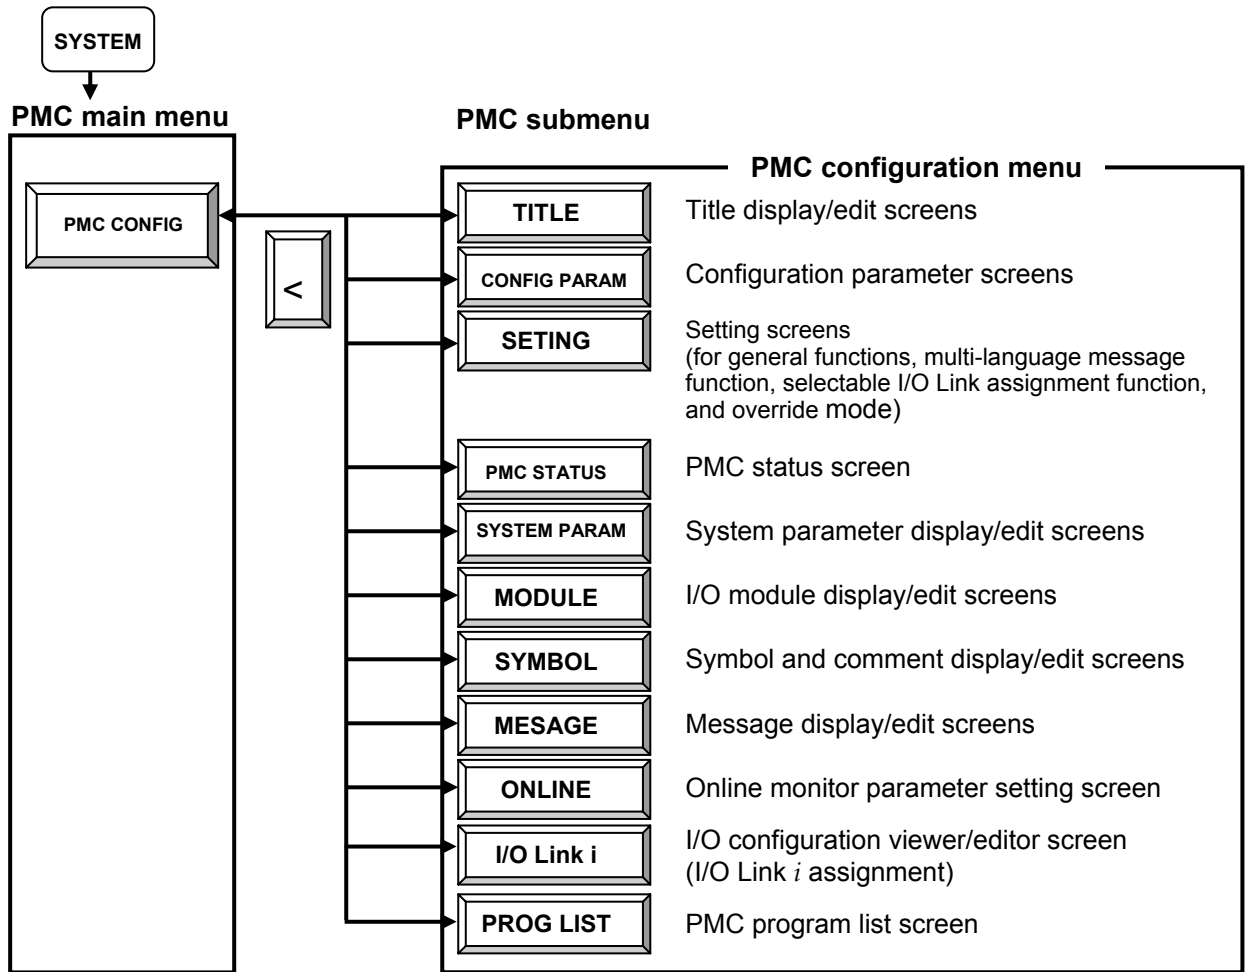 SYSTEM
PMC main menu
PMC submenu
PMC configuration menu
PMC CONFIG
<
TITLE
Title display/edit screens
CONFIG PARAM
Configuration parameter screens
SETING
Setting screens
(for general functions, multi-language message
function, selectable I/O Link assignment function,
and override mode)
PMC STATUS
PMC status screen
SYSTEM PARAM
System parameter display/edit screens
MODULE
I/O module display/edit screens
SYMBOL
Symbol and comment display/edit screens
MESAGE
Message display/edit screens
ONLINE
Online monitor parameter setting screen
I/O Link i
I/O configuration viewer/editor screen
(I/O Link i assignment)
PROG LIST
PMC program list screen